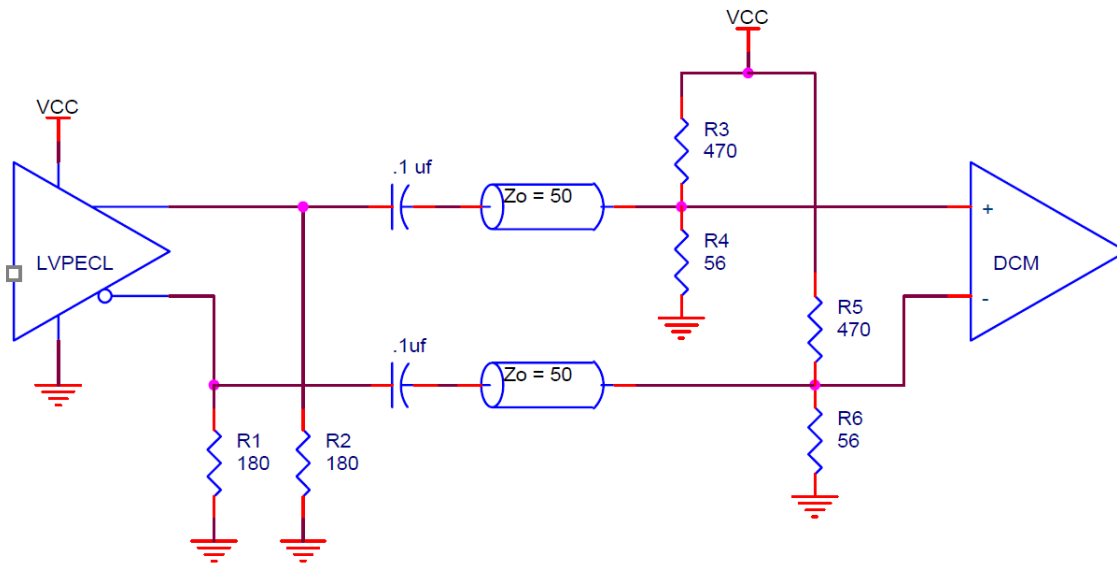 VCC
VCC
R3
470
.1 uf
Zo = 50
R4
56
+
LVPECL
DCM
-
R5
470
.1uf
Zo = 50
R1
180
R2
180
R6
56